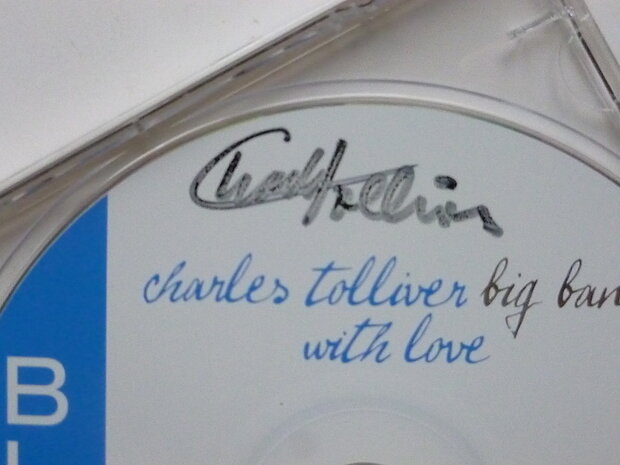 Charles Tolliver
charles tolliver big ban
with love
B